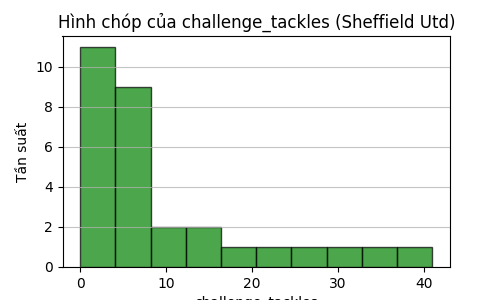 Hình chóp của challenge_tackles (Sheffield Utd)
Tần suất
10
8
6
4
2
0
0 10 20 30 40
challenge_tackles